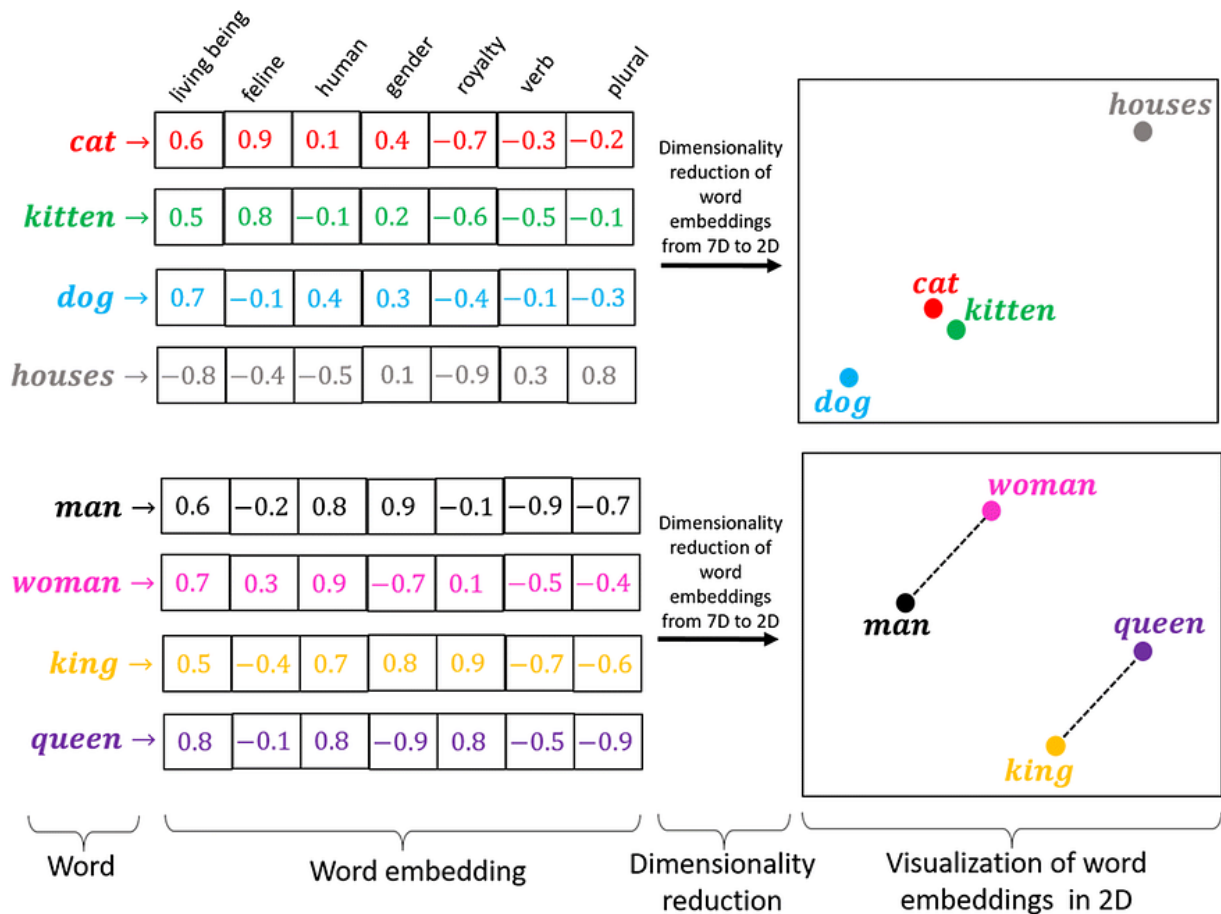 living being feline human gender royalty verb plural
cat → 0.6 0.9 0.1 0.4 −0.7 −0.3 −0.2
kitten → 0.5 0.8 −0.1 0.2 −0.6 −0.5 −0.1
dog → 0.7 −0.1 0.4 0.3 −0.4 −0.1 −0.3
houses → −0.8 −0.4 −0.5 0.1 −0.9 0.3 0.8
Dimensionality
reduction of
word
embeddings
from 7D to 2D
houses
cat
kitten
dog
man → 0.6 −0.2 0.8 0.9 −0.1 −0.9 −0.7
woman → 0.7 0.3 0.9 −0.7 0.1 −0.5 −0.4
king → 0.5 −0.4 0.7 0.8 0.9 −0.7 −0.6
queen → 0.8 −0.1 0.8 −0.9 0.8 −0.5 −0.9
Dimensionality
reduction of
word
embeddings
from 7D to 2D
woman
man
queen
king
Word
Word embedding
Dimensionality
reduction
Visualization of word
embeddings in 2D